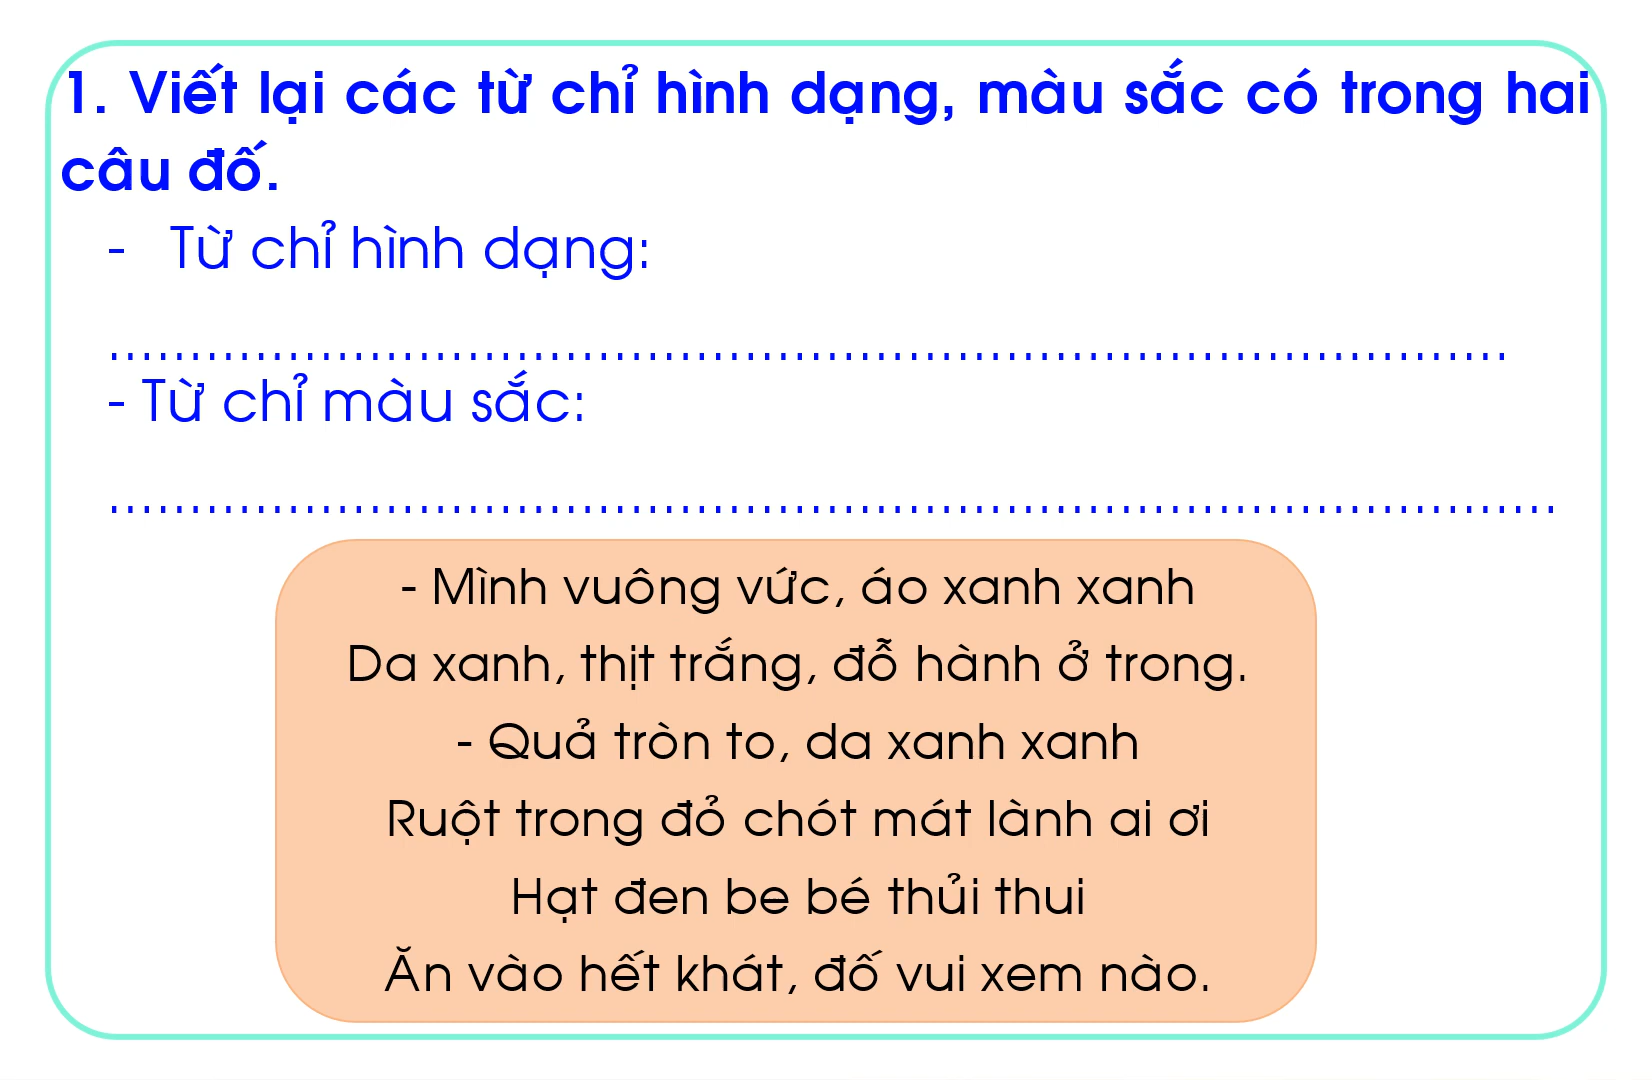 1. Viết lại các từ chỉ hình dạng, màu sắc có trong hai
câu đố.
- Từ chỉ hình dạng:
......................................................................................
- Từ chỉ màu sắc:
.........................................................................................
- Mình vuông vức, áo xanh xanh
Da xanh, thịt trắng, đỗ hành ở trong.
- Quả tròn to, da xanh xanh
Ruột trong đỏ chót mát lành ai ơi
Hạt đen be bé thủi thui
Ăn vào hết khát, đố vui xem nào.